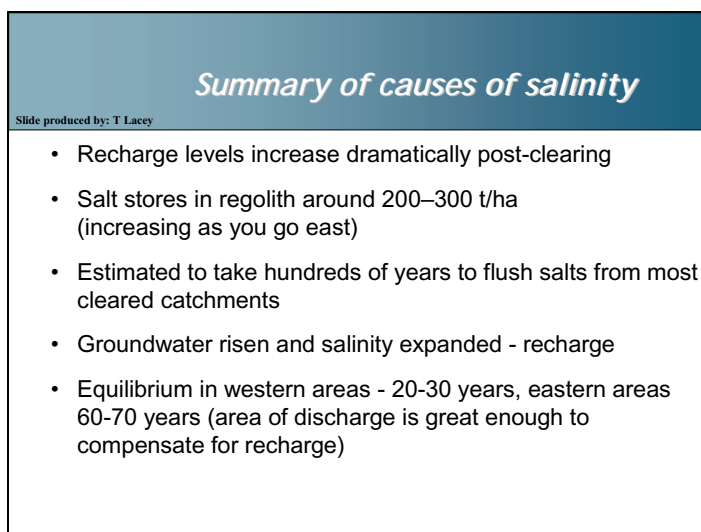 Summary of causes of salinity
Slide produced by: T Lacey
• Recharge levels increase dramatically post-clearing
• Salt stores in regolith around 200–300 t/ha
(increasing as you go east)
• Estimated to take hundreds of years to flush salts from most
cleared catchments
• Groundwater risen and salinity expanded - recharge
• Equilibrium in western areas - 20-30 years, eastern areas
60-70 years (area of discharge is great enough to
compensate for recharge)